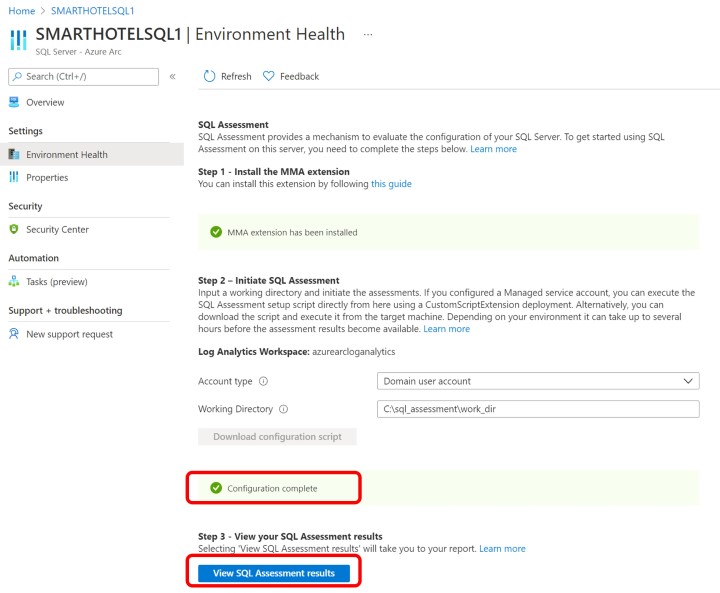 Home > SMARTHOTELSQL1
SMARTHOTELSQL1 | Environment Health ...
SQL Server - Azure Arc
Search (Ctrl+/)
«
Overview
Settings
Environment Health
Properties
Security
Security Center
Automation
Tasks (preview)
Support + troubleshooting
New support request
Refresh Feedback
SQL Assessment
SQL Assessment provides a mechanism to evaluate the configuration of your SQL Server. To get started using SQL
Assessment on this server, you need to complete the steps below. Learn more
Step 1 - Install the MMA extension
You can install this extension by following this guide
MMA extension has been installed
Step 2 – Initiate SQL Assessment
Input a working directory and initiate the assessments. If you configured a Managed service account, you can execute the
SQL Assessment setup script directly from here using a CustomScriptExtension deployment. Alternatively, you can
download the script and execute it from the target machine. Depending on your environment it can take up to several
hours before the assessment results become available. Learn more
Log Analytics Workspace: azurearcloganalytics
Account type Domain user account
Working Directory C:\sql_assessment\work_dir
Download configuration script
Configuration complete
Step 3 - View your SQL Assessment results
Selecting 'View SQL Assessment results' will take you to your report. Learn more
View SQL Assessment results